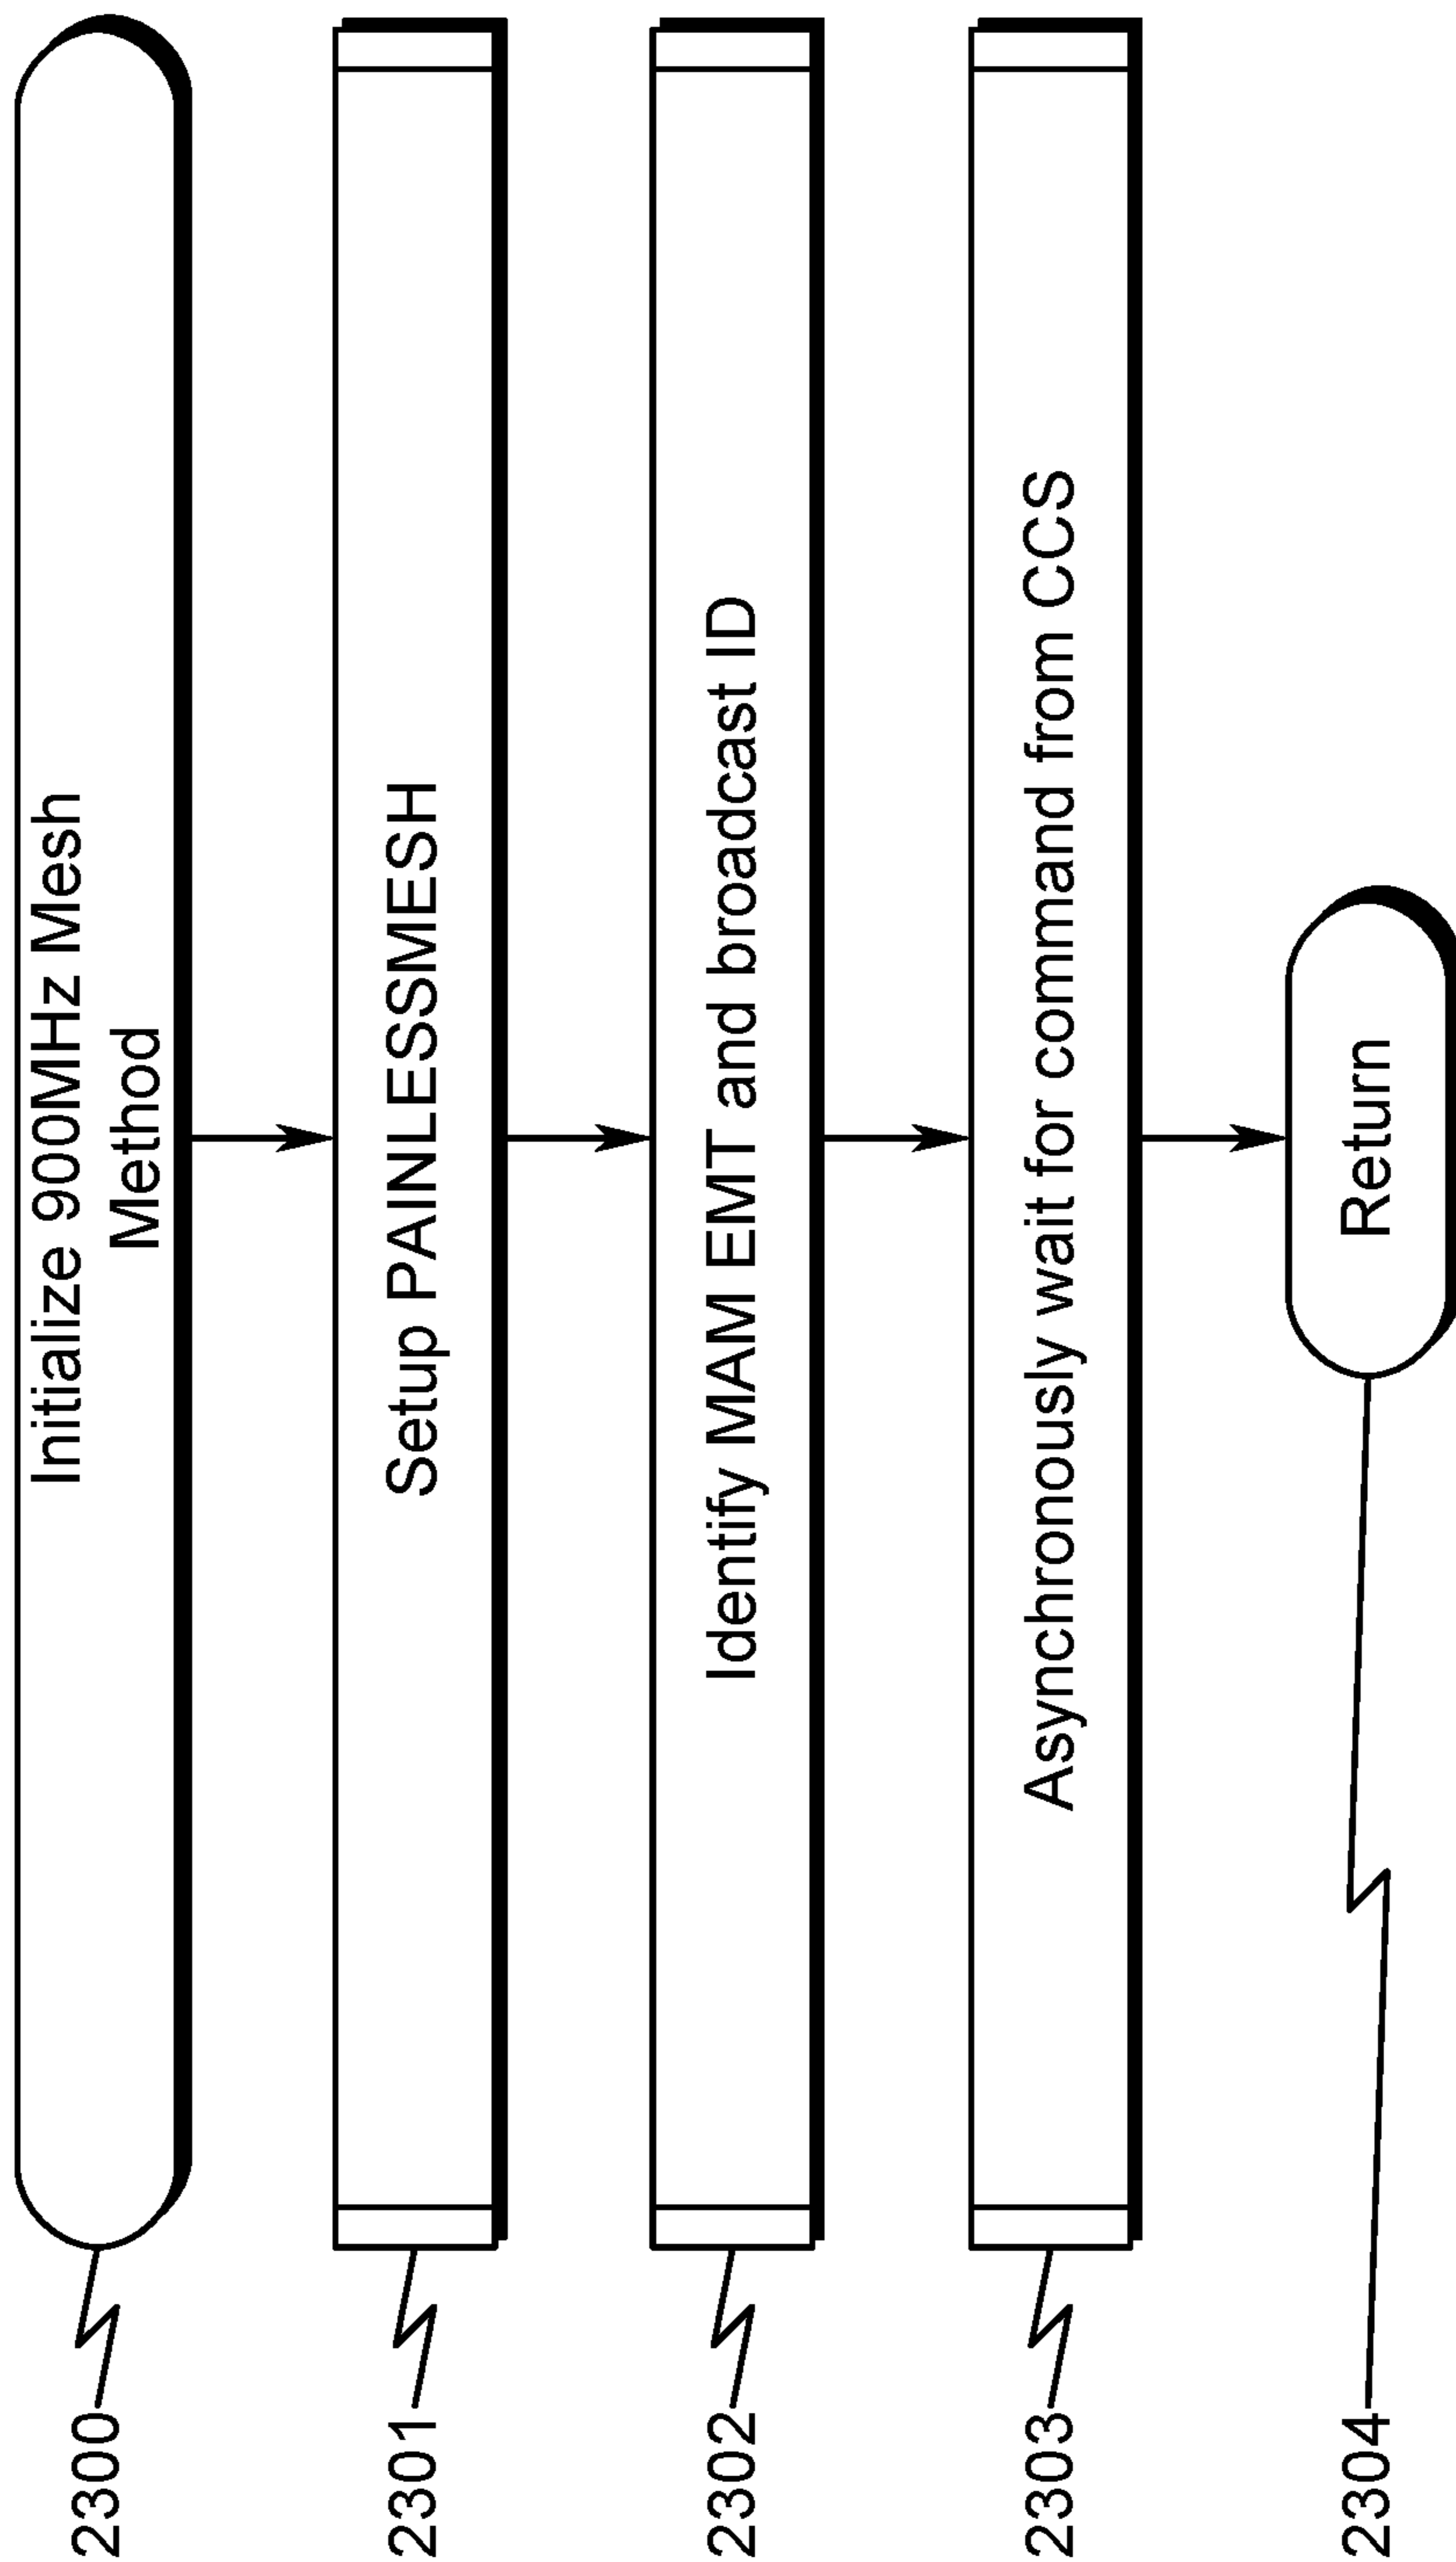 2300
Initialize 900MHz Mesh
Method
2301
Setup PAINLESSMESH
2302
Identify MAM EMT and broadcast ID
2303
Asynchronously wait for command from CCS
2304
Return